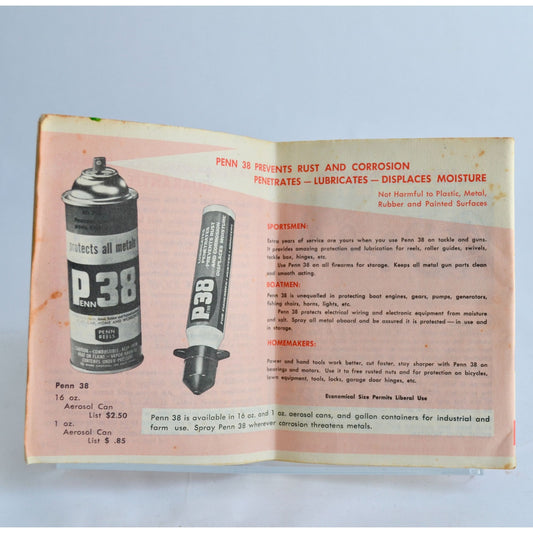 PENN 38 PREVENTS RUST AND CORROSION
PENETRATES — LUBRICATES — DISPLACES MOISTURE
Not Harmful to Plastic, Metal,
Rubber and Painted Surfaces
SPORTSMEN:
Extra years of service are yours when you use Penn 38 on tackle and guns.
It provides amazing protection and lubrication for reels, roller guides, swivels,
tackle box, hinges, etc.
Use Penn 38 on all firearms for storage. Keeps all metal gun parts clean
and smooth acting.
BOATMEN:
Penn 38 is unequalled in protecting boat engines, gears, pumps, generators,
fishing chairs, horns, lights, etc.
Penn 38 protects electrical wiring and electronic equipment from moisture
and salt. Spray all metal aboard and be assured it is protected — in use and
in storage.
HOMEMAKERS:
Power and hand tools work better, cut faster, stay sharper with Penn 38 on
bearings and motors. Use it to free rusted nuts and for protection on bicycles,
lawn equipment, tools, locks, garage door hinges, etc.
Economical Size Permits Liberal Use
Penn 38 is available in 16 oz. and 1 oz. aerosol cans, and gallon containers for industrial and
farm use. Spray Penn 38 wherever corrosion threatens metals.
protects all metals
PENN 38
PENN
REELS
P38
PENETRATES
LUBRICATES
PREVENTS RUST
AND CORROSION
DISPLACES MOISTURE
Penn 38
16 oz.
Aerosol Can
List $2.50
1 oz.
Aerosol Can
List $ .85